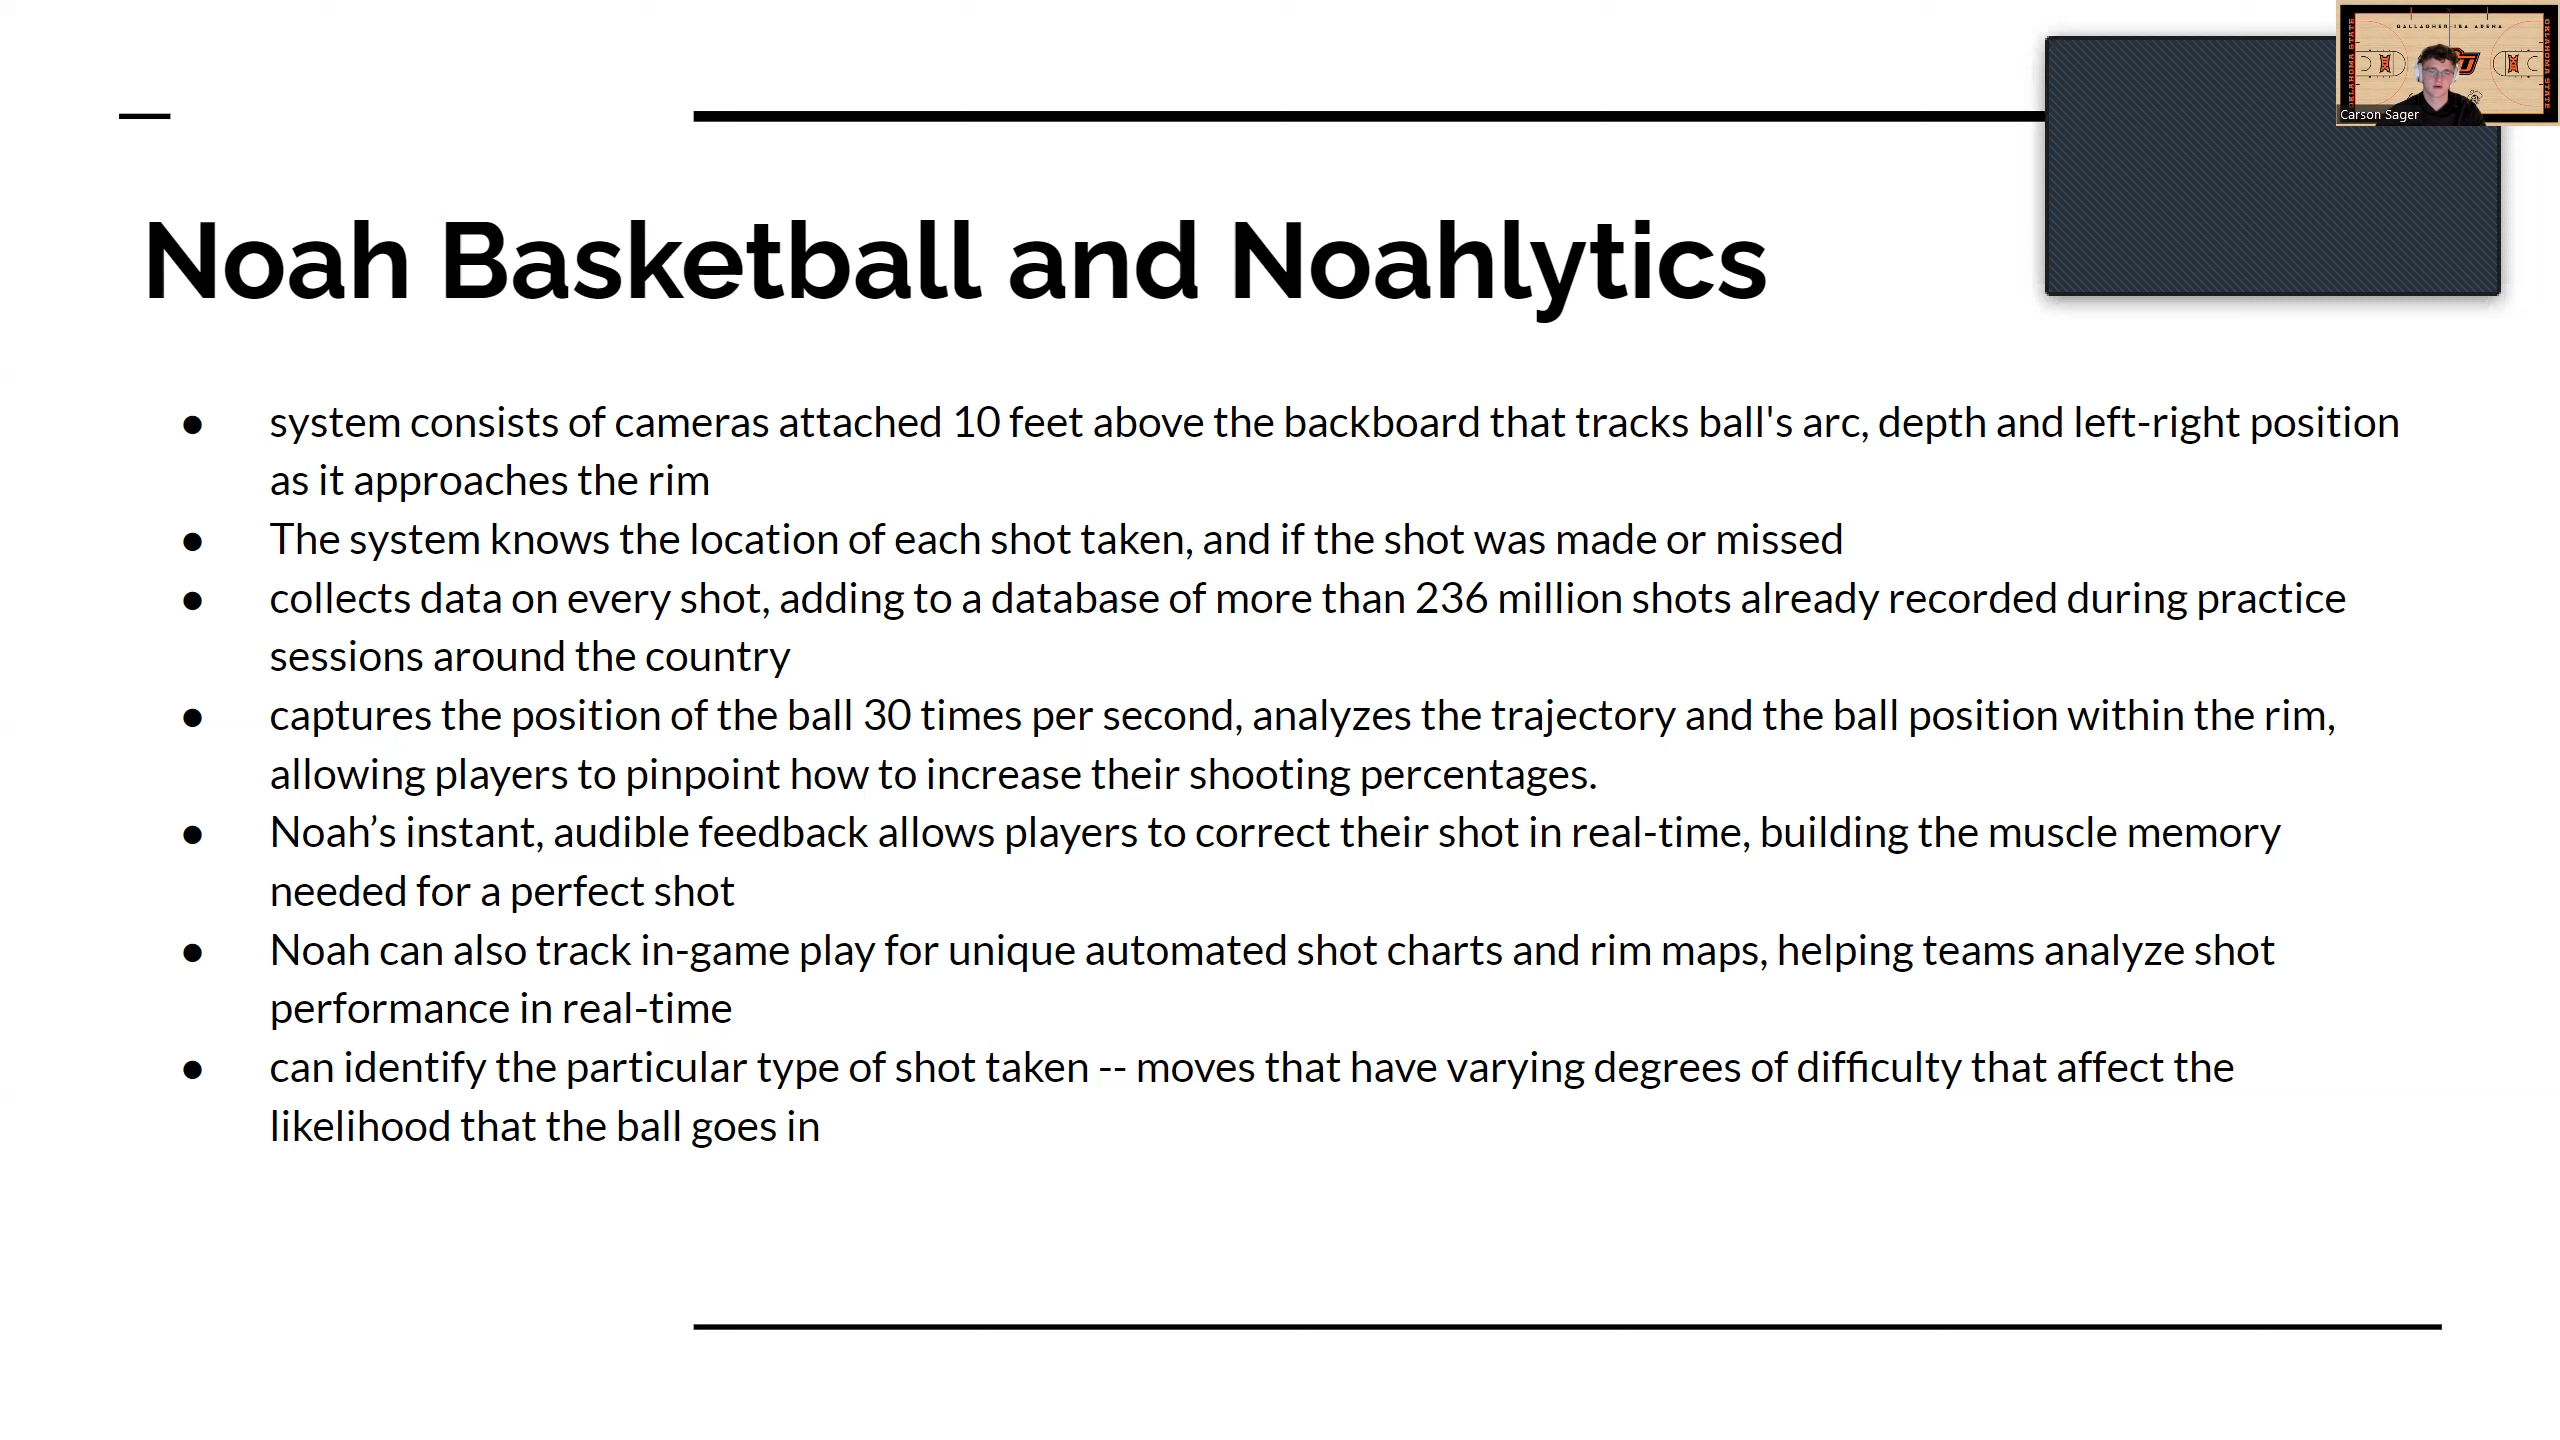 GALLAGHER-IBA ARENA
OKLAHOMA STATE
OKLAHOMA STATE
Carson Sager
Noah Basketball and Noahlytics
● system consists of cameras attached 10 feet above the backboard that tracks ball's arc, depth and left-right position
as it approaches the rim
● The system knows the location of each shot taken, and if the shot was made or missed
● collects data on every shot, adding to a database of more than 236 million shots already recorded during practice
sessions around the country
● captures the position of the ball 30 times per second, analyzes the trajectory and the ball position within the rim,
allowing players to pinpoint how to increase their shooting percentages.
● Noah’s instant, audible feedback allows players to correct their shot in real-time, building the muscle memory
needed for a perfect shot
● Noah can also track in-game play for unique automated shot charts and rim maps, helping teams analyze shot
performance in real-time
● can identify the particular type of shot taken -- moves that have varying degrees of difficulty that affect the
likelihood that the ball goes in